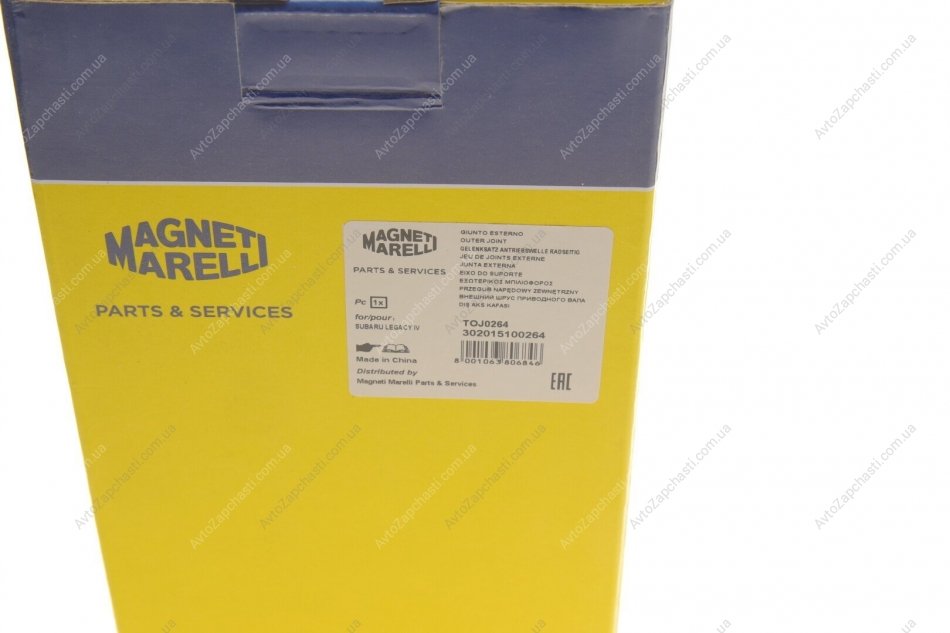 MAGNETI
MARELLI
PARTS & SERVICES
MAGNETI
MARELLI
PARTS & SERVICES
Pc 1x
for/pour:
SUBARU LEGACY IV
Made in China
Distributed by
Magneti Marelli Parts & Services
GIUNTO ESTERNO
OUTER JOINT
GELENKSATZ ANTRIEBSWELLE RADSEITIG
JEU DE JOINTS EXTERNE
JUNTA EXTERNA
EIXO DO SUPORTE
ΕΞΩΤΕΡΙΚΟΣ ΜΠΙΛΙΟΦΟΡΟΣ
PRZEGUB NAPĘDOWY ZEWNĘTRZNY
ВНЕШНИЙ ШРУС ПРИВОДНОГО ВАЛА
DIŞ AKS KAFASI
TOJ0264
302015100264
8 001063 806846
EAC
AvtoZapchasti.com.ua